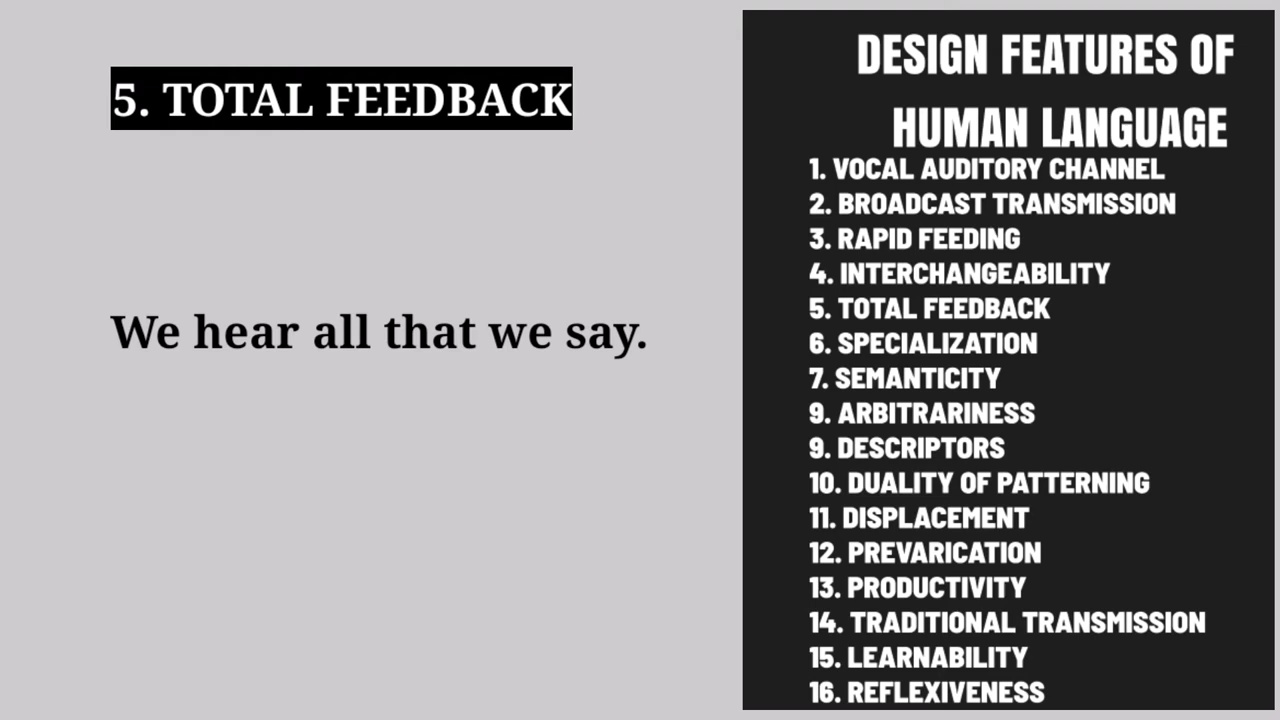 5. TOTAL FEEDBACK
We hear all that we say.
DESIGN FEATURES OF
HUMAN LANGUAGE
1. VOCAL AUDITORY CHANNEL
2. BROADCAST TRANSMISSION
3. RAPID FEEDING
4. INTERCHANGEABILITY
5. TOTAL FEEDBACK
6. SPECIALIZATION
7. SEMANTICITY
9. ARBITRARINESS
9. DESCRIPTORS
10. DUALITY OF PATTERNING
11. DISPLACEMENT
12. PREVARICATION
13. PRODUCTIVITY
14. TRADITIONAL TRANSMISSION
15. LEARNABILITY
16. REFLEXIVENESS